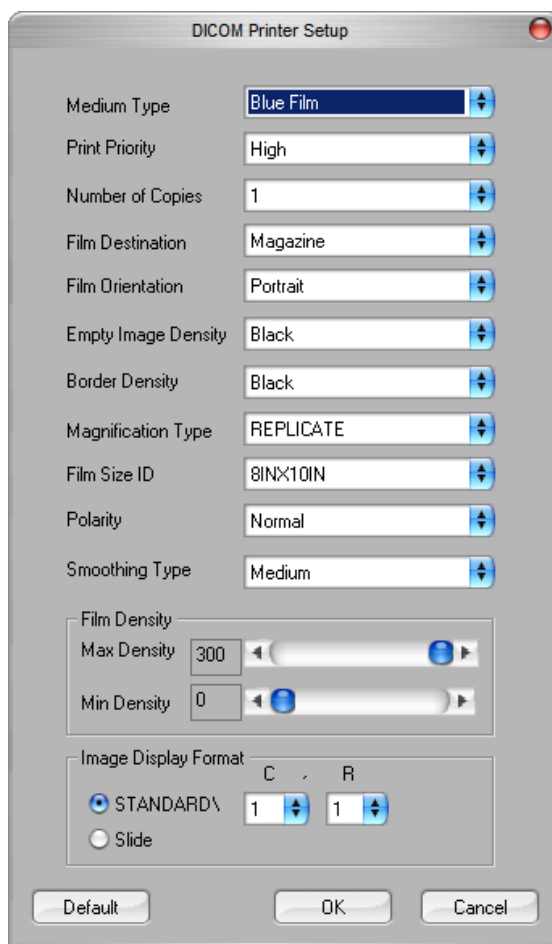 DICOM Printer Setup
Medium Type Blue Film
Print Priority High
Number of Copies 1
Film Destination Magazine
Film Orientation Portrait
Empty Image Density Black
Border Density Black
Magnification Type REPLICATE
Film Size ID 8INX10IN
Polarity Normal
Smoothing Type Medium
Film Density
Max Density 300
Min Density 0
Image Display Format
C , R
STANDARD\ 1 1
Slide
Default OK Cancel